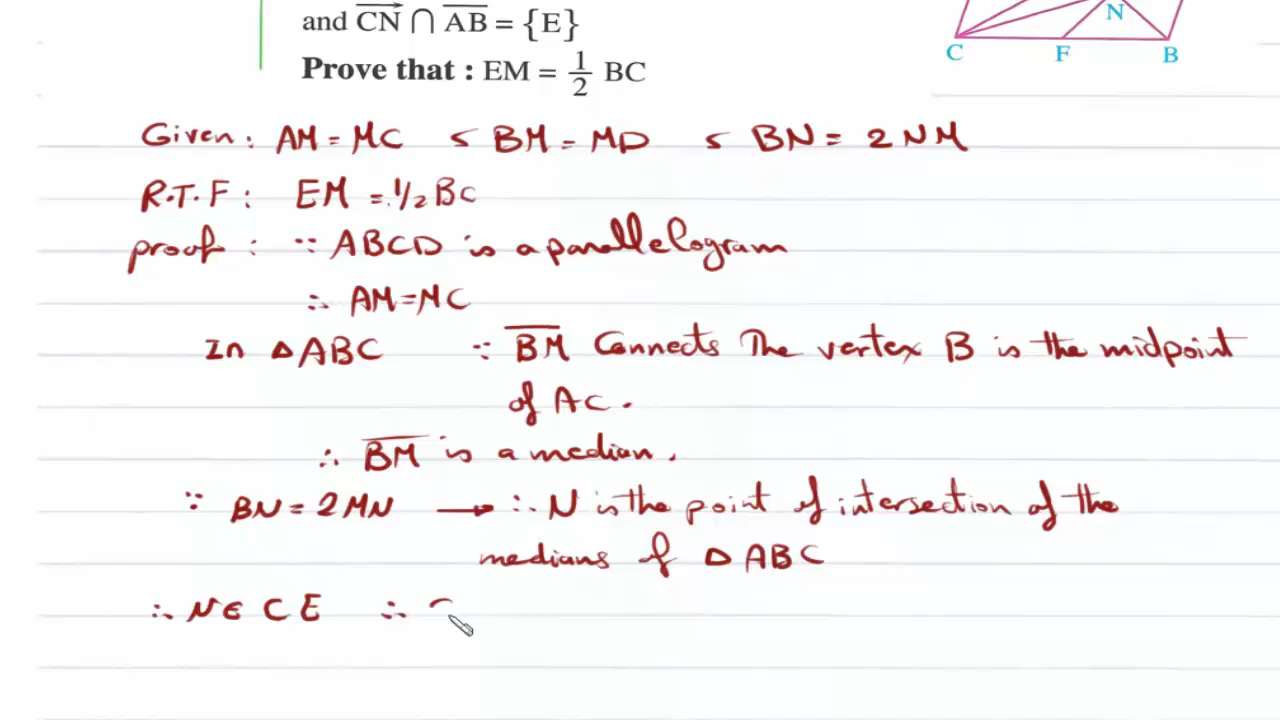 and CN ∩ AB = {E}
Prove that : EM = 1/2 BC
N
C F B
Given: AM = MC , BM = MD , BN = 2NM
R.T.F: EM = 1/2 BC
proof: ∵ ABCD is a parallelogram
∴ AM = MC
In △ABC ∵ BM Connects The vertex B is the midpoint
of AC.
∴ BM is a median.
∵ BN = 2MN → ∴ N is the point of intersection of the
medians of △ABC
∴ N ∈ CE ∴